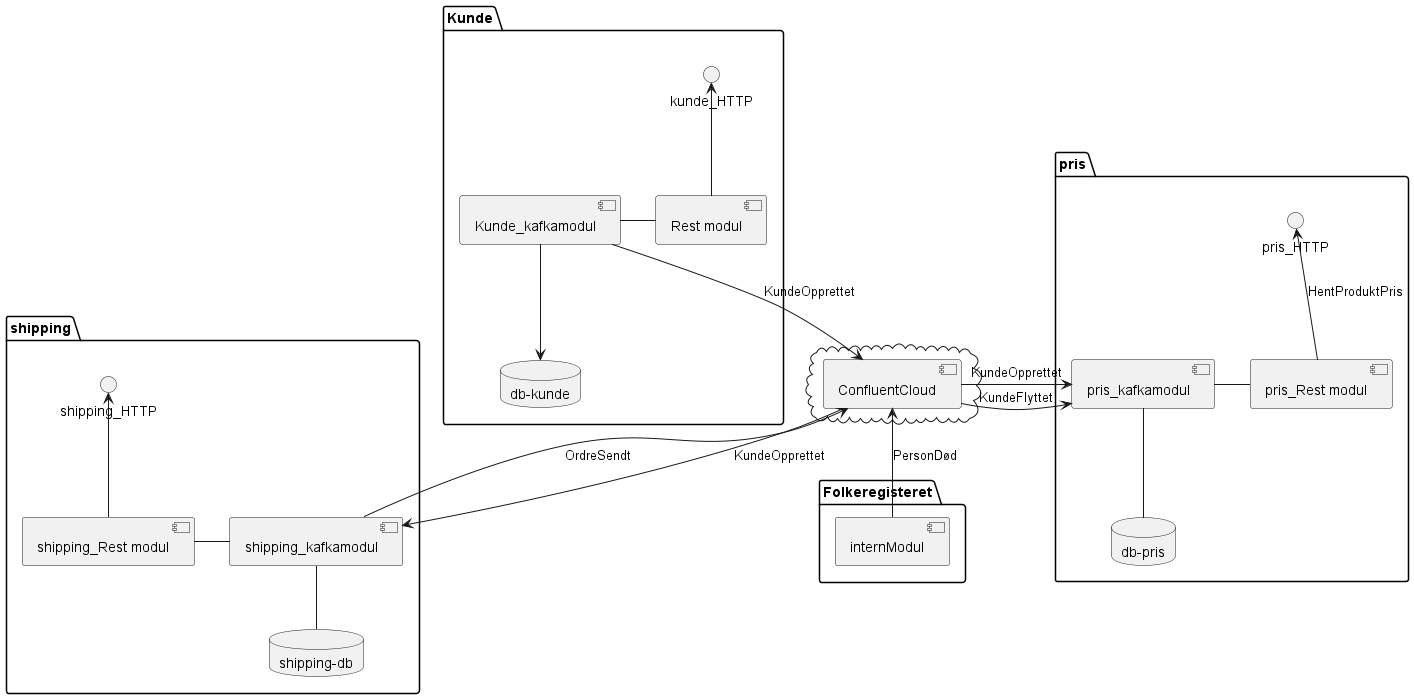 Kunde
kunde_HTTP
Kunde_kafkamodul
Rest modul
KundeOpprettet
db-kunde
pris
pris_HTTP
HentProduktPris
pris_kafkamodul
pris_Rest modul
db-pris
ConfluentCloud
KundeOpprettet
KundeFlyttet
shipping
shipping_HTTP
OrdreSendt
KundeOpprettet
PersonDød
shipping_Rest modul
shipping_kafkamodul
shipping-db
Folkeregisteret
internModul